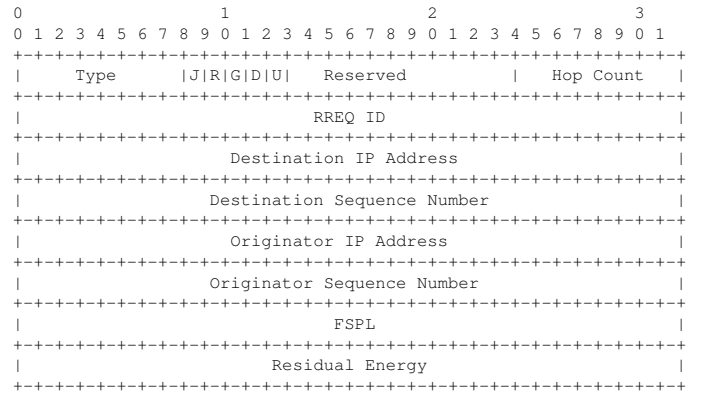 0                   1                   2                   3
0 1 2 3 4 5 6 7 8 9 0 1 2 3 4 5 6 7 8 9 0 1 2 3 4 5 6 7 8 9 0 1
+-+-+-+-+-+-+-+-+-+-+-+-+-+-+-+-+-+-+-+-+-+-+-+-+-+-+-+-+-+-+-+-+
|     Type      |J|R|G|D|U|   Reserved          |   Hop Count   |
+-+-+-+-+-+-+-+-+-+-+-+-+-+-+-+-+-+-+-+-+-+-+-+-+-+-+-+-+-+-+-+-+
|                            RREQ ID                            |
+-+-+-+-+-+-+-+-+-+-+-+-+-+-+-+-+-+-+-+-+-+-+-+-+-+-+-+-+-+-+-+-+
|                    Destination IP Address                     |
+-+-+-+-+-+-+-+-+-+-+-+-+-+-+-+-+-+-+-+-+-+-+-+-+-+-+-+-+-+-+-+-+
|                  Destination Sequence Number                  |
+-+-+-+-+-+-+-+-+-+-+-+-+-+-+-+-+-+-+-+-+-+-+-+-+-+-+-+-+-+-+-+-+
|                    Originator IP Address                      |
+-+-+-+-+-+-+-+-+-+-+-+-+-+-+-+-+-+-+-+-+-+-+-+-+-+-+-+-+-+-+-+-+
|                  Originator Sequence Number                   |
+-+-+-+-+-+-+-+-+-+-+-+-+-+-+-+-+-+-+-+-+-+-+-+-+-+-+-+-+-+-+-+-+
|                              FSPL                             |
+-+-+-+-+-+-+-+-+-+-+-+-+-+-+-+-+-+-+-+-+-+-+-+-+-+-+-+-+-+-+-+-+
|                        Residual Energy                        |
+-+-+-+-+-+-+-+-+-+-+-+-+-+-+-+-+-+-+-+-+-+-+-+-+-+-+-+-+-+-+-+-+